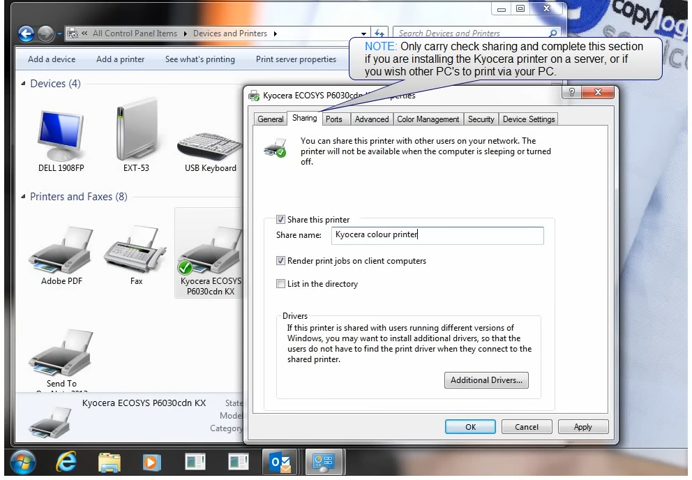 copylog
service
All Control Panel Items ▸ Devices and Printers ▸
Search Devices and Printers
Add a device
Add a printer
See what's printing
Print server properties
NOTE: Only carry check sharing and complete this section
if you are installing the Kyocera printer on a server, or if
you wish other PC's to print via your PC.
Devices (4)
DELL 1908FP
EXT-53
USB Keyboard
Printers and Faxes (8)
Adobe PDF
Fax
Kyocera ECOSYS
P6030cdn KX
Send To
Kyocera ECOSYS P6030cdn KX
State
Mode
Category
Kyocera ECOSYS P6030cdn
General
Sharing
Ports
Advanced
Color Management
Security
Device Settings
You can share this printer with other users on your network. The
printer will not be available when the computer is sleeping or turned
off.
Share this printer
Share name:
Kyocera colour printer
Render print jobs on client computers
List in the directory
Drivers
If this printer is shared with users running different versions of
Windows, you may want to install additional drivers, so that the
users do not have to find the print driver when they connect to the
shared printer.
Additional Drivers...
OK
Cancel
Apply